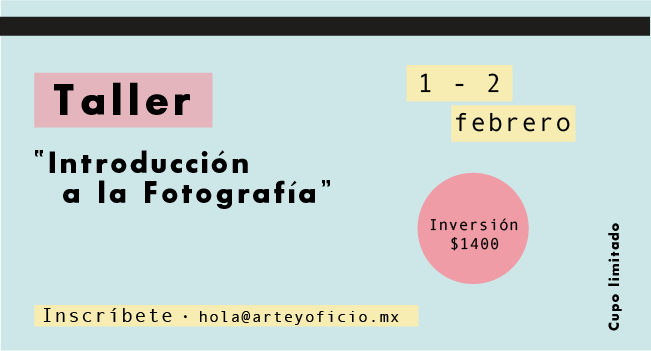 Taller
"Introducción
a la Fotografía"
1 - 2
febrero
Inversión
$1400
Cupo limitado
Inscríbete · hola@arteyoficio.mx